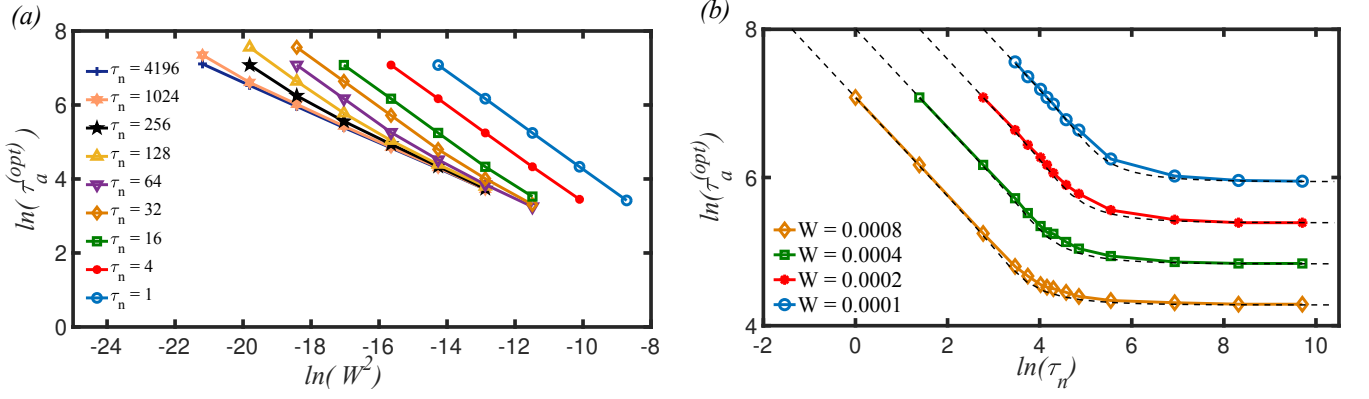 (a)
8
6
4
2
0
ln( τₐ^(opt))
τₙ = 4196
τₙ = 1024
τₙ = 256
τₙ = 128
τₙ = 64
τₙ = 32
τₙ = 16
τₙ = 4
τₙ = 1
-24 -22 -20 -18 -16 -14 -12 -10 -8
ln( W²)
(b)
8
6
4
ln(τₐ^(opt))
W = 0.0008
W = 0.0004
W = 0.0002
W = 0.0001
-2 0 2 4 6 8 10
ln(τₙ)